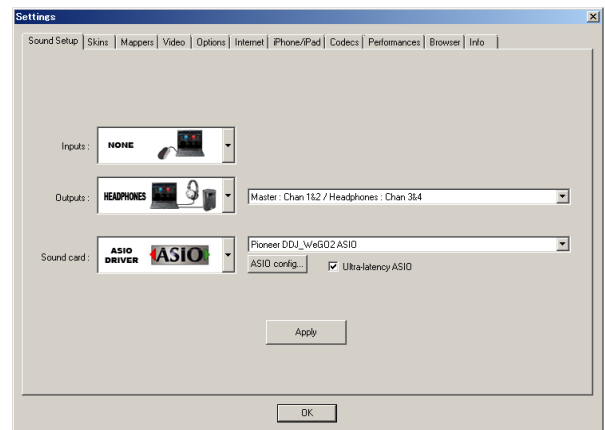 Settings
Sound Setup Skins Mappers Video Options Internet iPhone/iPad Codecs Performances Browser Info
Inputs : NONE
Outputs : HEADPHONES Master : Chan 1&2 / Headphones : Chan 3&4
Pioneer DDJ_WeGO2 ASIO
Sound card : ASIO DRIVER ASIO
ASIO config... Ultra-latency ASIO
Apply
OK